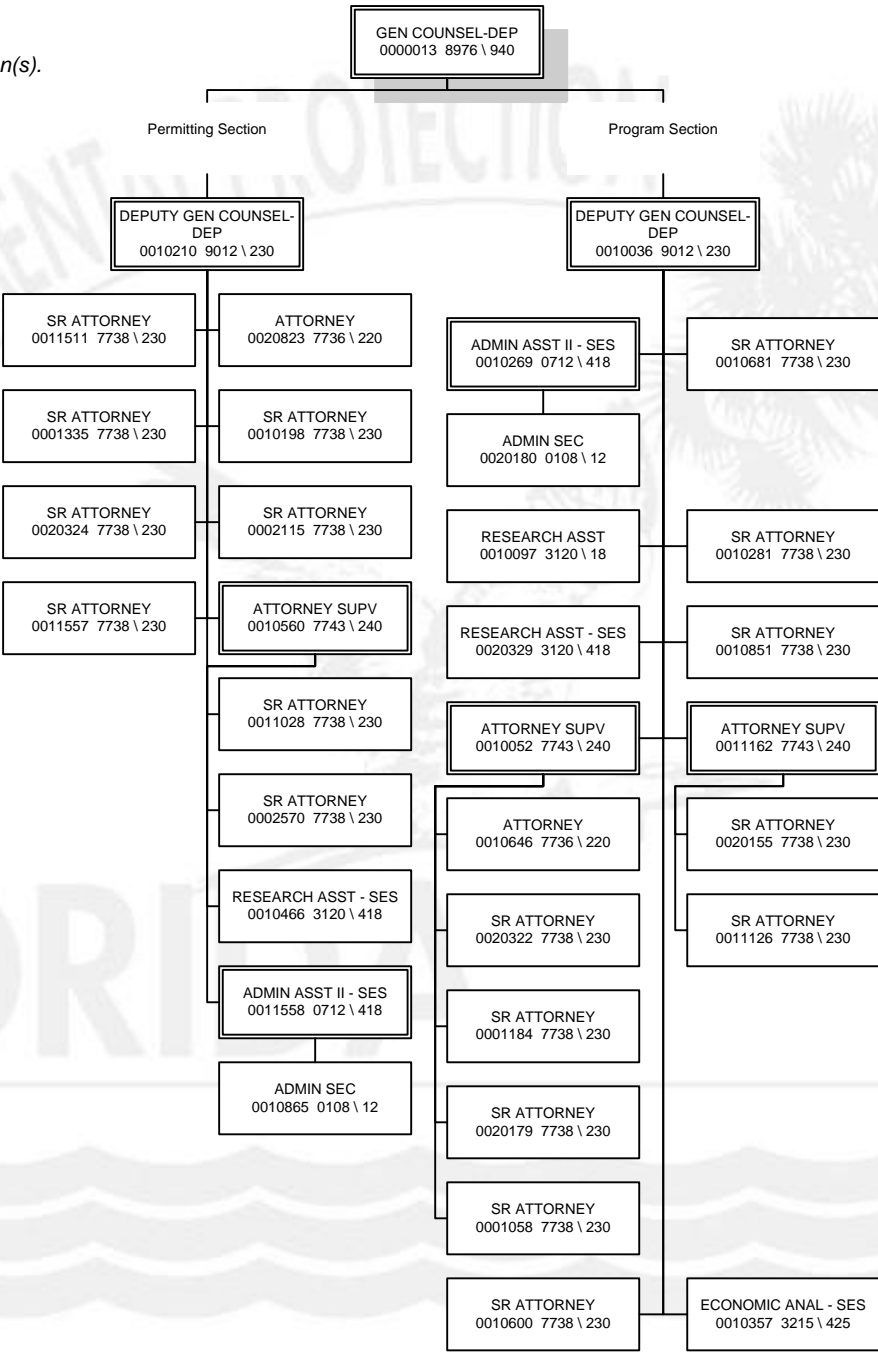 n(s).
GEN COUNSEL-DEP
0000013 8976 \ 940
Permitting Section
Program Section
DEPUTY GEN COUNSEL-
DEP
0010210 9012 \ 230
DEPUTY GEN COUNSEL-
DEP
0010036 9012 \ 230
SR ATTORNEY
0011511 7738 \ 230
ATTORNEY
0020823 7736 \ 220
SR ATTORNEY
0001335 7738 \ 230
SR ATTORNEY
0010198 7738 \ 230
SR ATTORNEY
0020324 7738 \ 230
SR ATTORNEY
0002115 7738 \ 230
SR ATTORNEY
0011557 7738 \ 230
ATTORNEY SUPV
0010560 7743 \ 240
SR ATTORNEY
0011028 7738 \ 230
SR ATTORNEY
0002570 7738 \ 230
RESEARCH ASST - SES
0010466 3120 \ 418
ADMIN ASST II - SES
0011558 0712 \ 418
ADMIN SEC
0010865 0108 \ 12
ADMIN ASST II - SES
0010269 0712 \ 418
SR ATTORNEY
0010681 7738 \ 230
ADMIN SEC
0020180 0108 \ 12
RESEARCH ASST
0010097 3120 \ 18
SR ATTORNEY
0010281 7738 \ 230
RESEARCH ASST - SES
0020329 3120 \ 418
SR ATTORNEY
0010851 7738 \ 230
ATTORNEY SUPV
0010052 7743 \ 240
ATTORNEY SUPV
0011162 7743 \ 240
ATTORNEY
0010646 7736 \ 220
SR ATTORNEY
0020155 7738 \ 230
SR ATTORNEY
0020322 7738 \ 230
SR ATTORNEY
0011126 7738 \ 230
SR ATTORNEY
0001184 7738 \ 230
SR ATTORNEY
0020179 7738 \ 230
SR ATTORNEY
0001058 7738 \ 230
SR ATTORNEY
0010600 7738 \ 230
ECONOMIC ANAL - SES
0010357 3215 \ 425
ENTAL PROTECTION
ORIDA